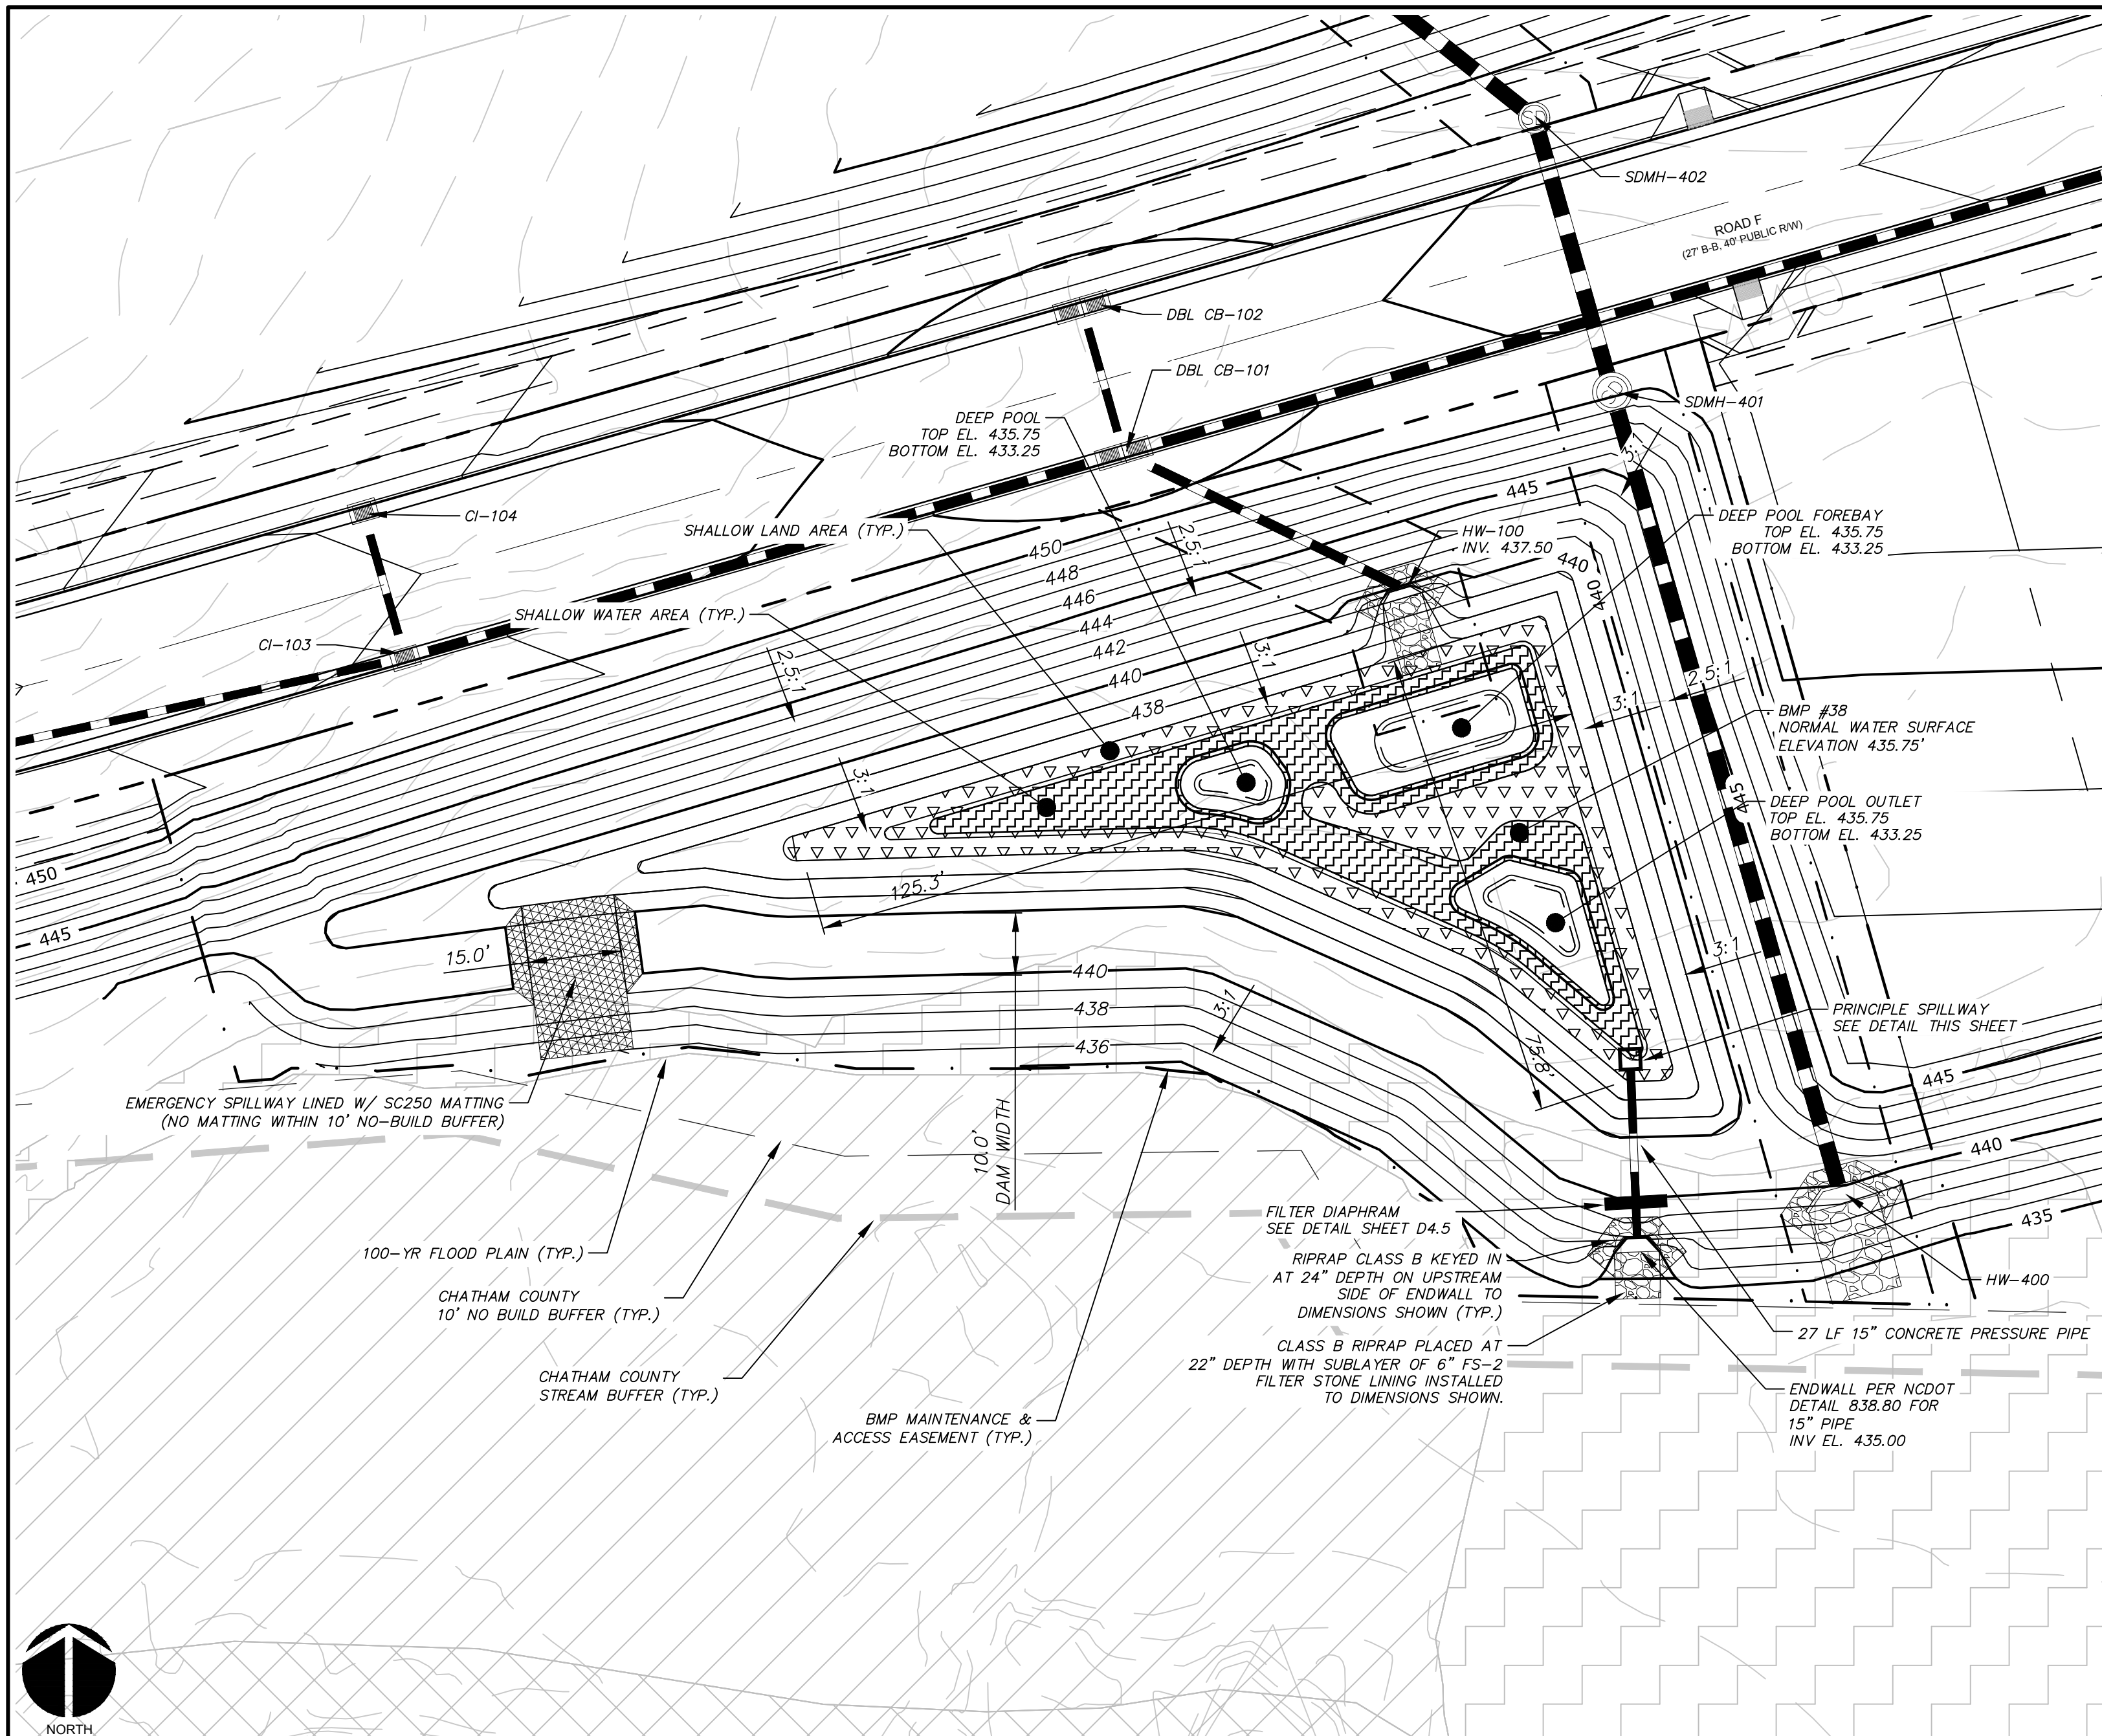 SD
SDMH-402
ROAD F
(27' B-B, 40' PUBLIC R/W)
DBL CB-102
DBL CB-101
SD
SDMH-401
DEEP POOL
TOP EL. 435.75
BOTTOM EL. 433.25
445
CI-104
SHALLOW LAND AREA (TYP.)
2.5:1
HW-100
INV. 437.50
DEEP POOL FOREBAY
TOP EL. 435.75
BOTTOM EL. 433.25
450
448
446
444
442
440
438
440
440
SHALLOW WATER AREA (TYP.)
CI-103
2.5:1
3:1
3:1
2.5:1
3:1
BMP #38
NORMAL WATER SURFACE
ELEVATION 435.75'
445
DEEP POOL OUTLET
TOP EL. 435.75
BOTTOM EL. 433.25
450
445
125.3'
15.0'
3:1
440
438
436
3:1
75.8'
PRINCIPLE SPILLWAY
SEE DETAIL THIS SHEET
445
440
435
EMERGENCY SPILLWAY LINED W/ SC250 MATTING
(NO MATTING WITHIN 10' NO-BUILD BUFFER)
10.0'
DAM WIDTH
FILTER DIAPHRAM
SEE DETAIL SHEET D4.5
100-YR FLOOD PLAIN (TYP.)
RIPRAP CLASS B KEYED IN
AT 24" DEPTH ON UPSTREAM
SIDE OF ENDWALL TO
DIMENSIONS SHOWN (TYP.)
HW-400
CHATHAM COUNTY
10' NO BUILD BUFFER (TYP.)
27 LF 15" CONCRETE PRESSURE PIPE
CLASS B RIPRAP PLACED AT
22" DEPTH WITH SUBLAYER OF 6" FS-2
FILTER STONE LINING INSTALLED
TO DIMENSIONS SHOWN.
CHATHAM COUNTY
STREAM BUFFER (TYP.)
ENDWALL PER NCDOT
DETAIL 838.80 FOR
15" PIPE
INV EL. 435.00
BMP MAINTENANCE &
ACCESS EASEMENT (TYP.)
NORTH